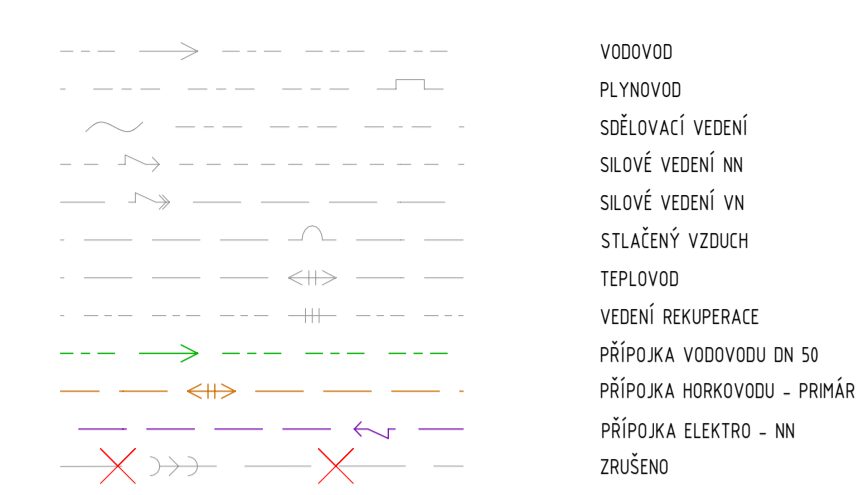 VODOVOD
PLYNOVOD
SDĚLOVACÍ VEDENÍ
SILOVÉ VEDENÍ NN
SILOVÉ VEDENÍ VN
STLAČENÝ VZDUCH
TEPLOVOD
VEDENÍ REKUPERACE
PŘÍPOJKA VODOVODU DN 50
PŘÍPOJKA HORKOVODU - PRIMÁR
PŘÍPOJKA ELEKTRO - NN
ZRUŠENO